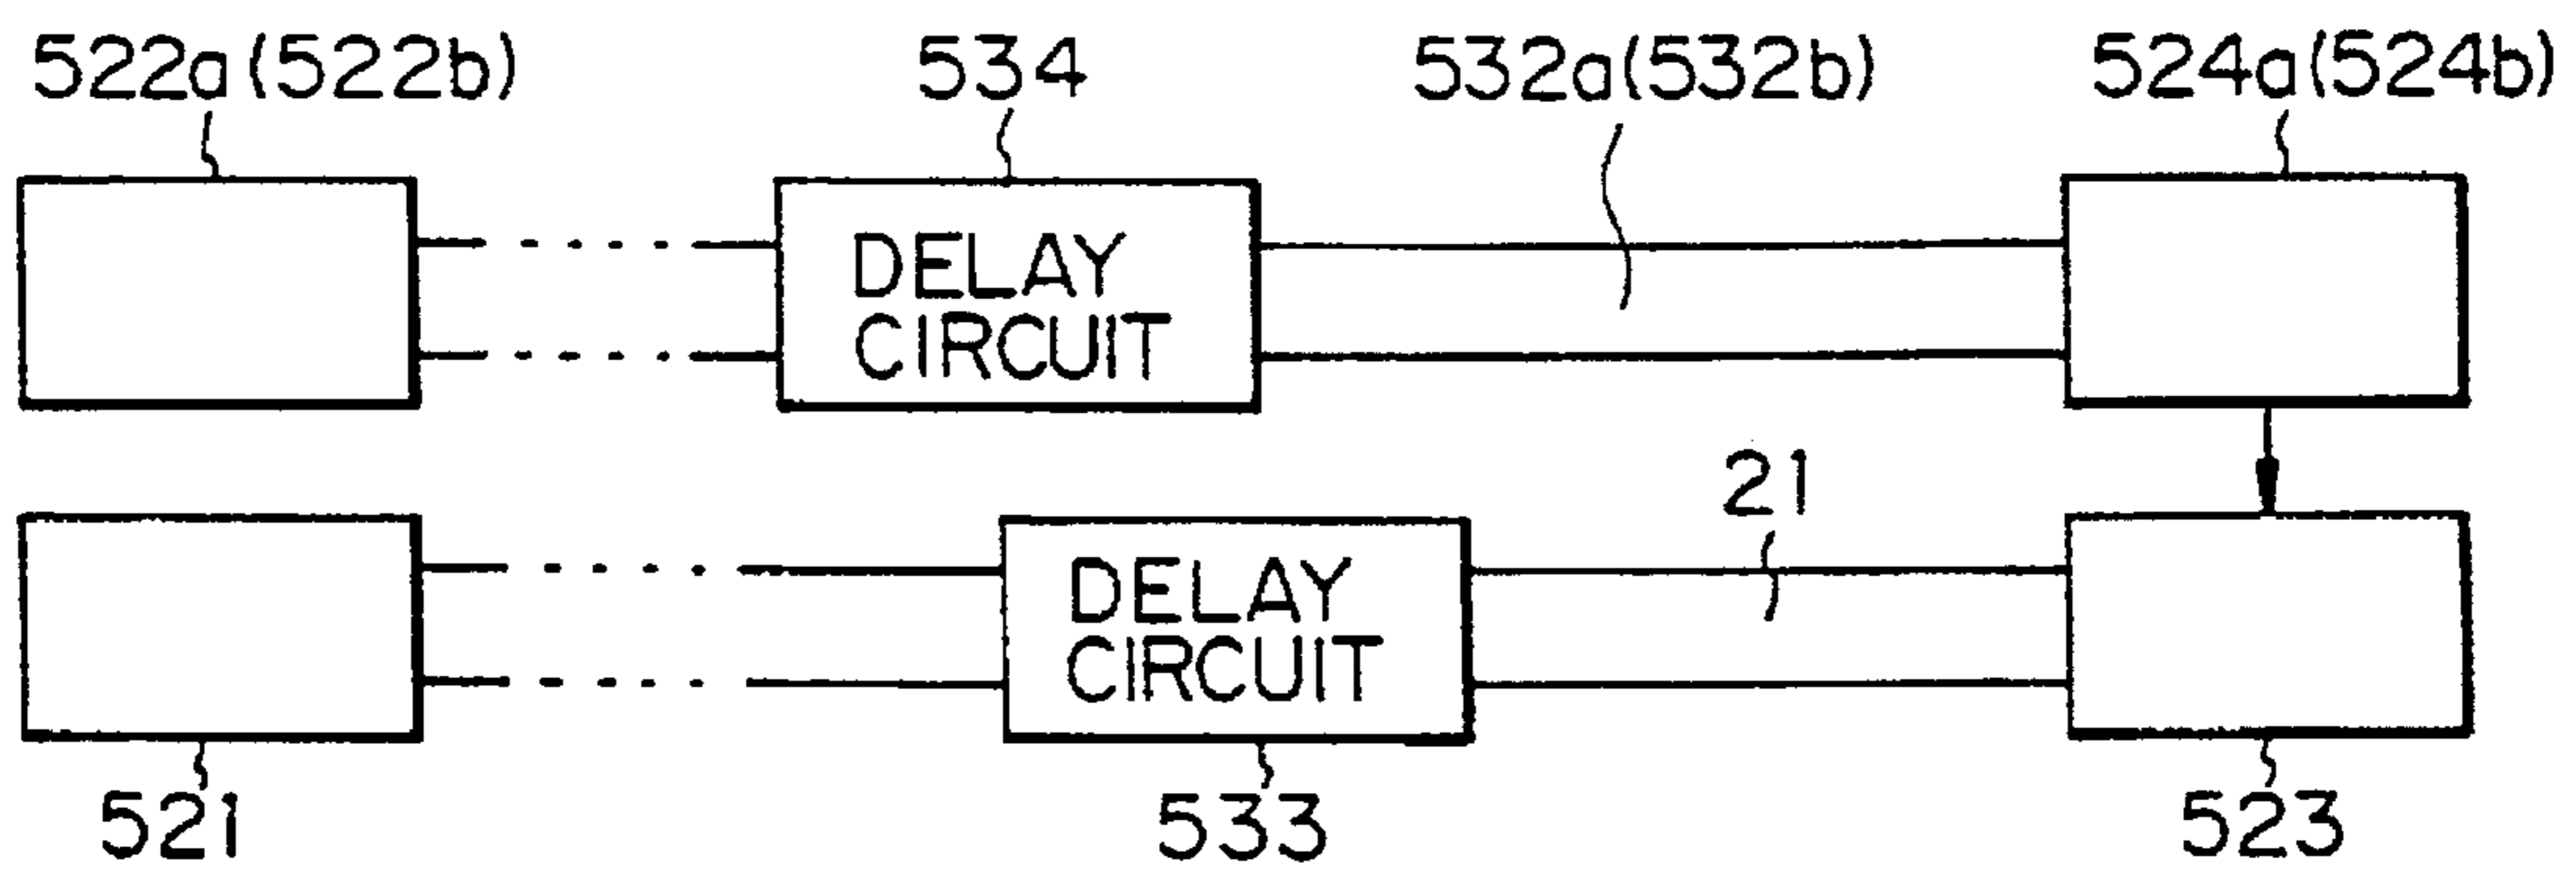 522a (522b)
534
532a (532b)
524a (524b)
DELAY
CIRCUIT
21
DELAY
CIRCUIT
521
533
523